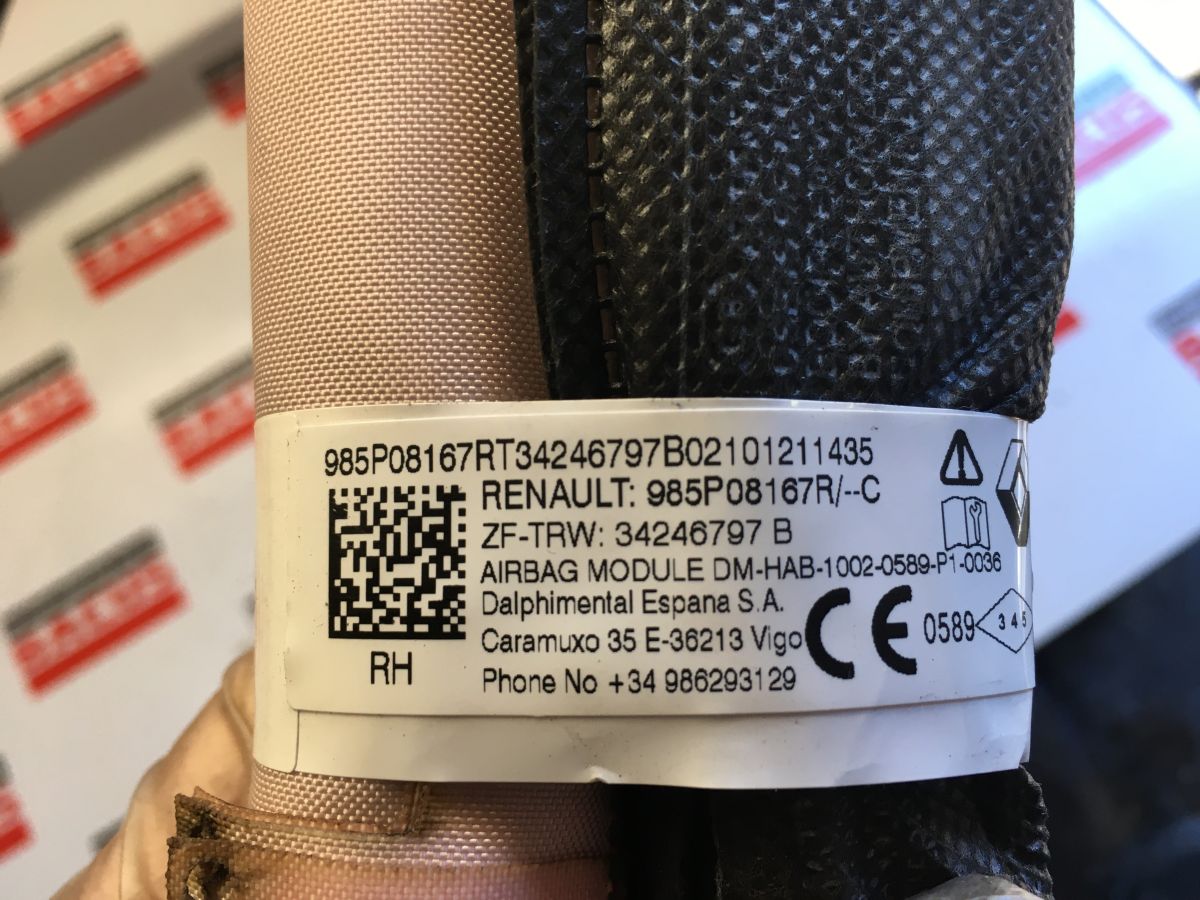 985P08167RT34246797B02101211435
RENAULT: 985P08167R/--C
ZF-TRW: 34246797 B
AIRBAG MODULE DM-HAB-1002-0589-P1-0036
Dalphimental Espana S.A.
Caramuxo 35 E-36213 Vigo
Phone No +34 986293129
RH
CE 0589
345